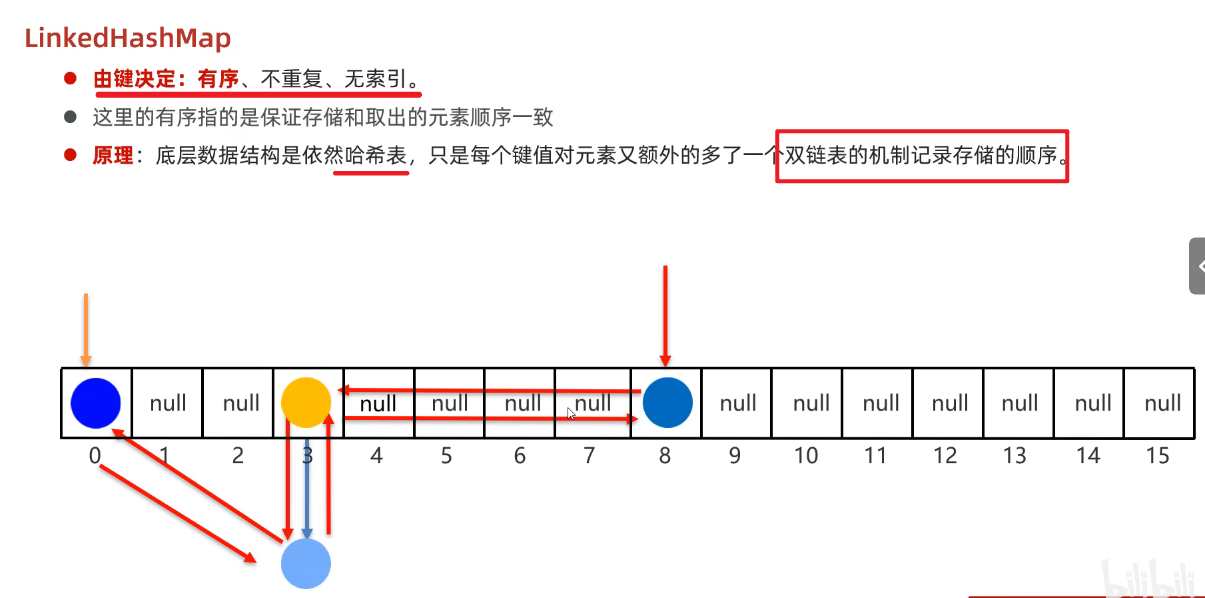 LinkedHashMap
由键决定：有序、不重复、无索引。
这里的有序指的是保证存储和取出的元素顺序一致
原理：底层数据结构是依然哈希表，只是每个键值对元素又额外的多了一个双链表的机制记录存储的顺序。
null null null null null null null null null null null null null
0 1 2 3 4 5 6 7 8 9 10 11 12 13 14 15
bilibili